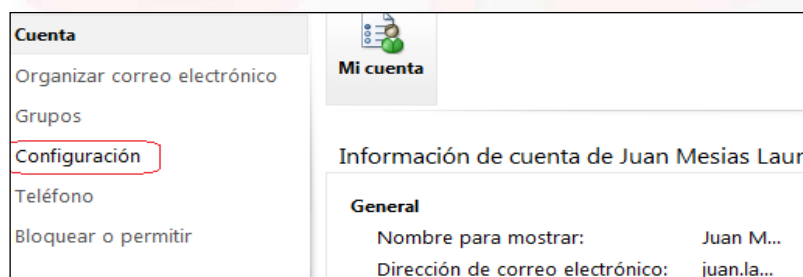 Cuenta
Organizar correo electrónico
Grupos
Configuración
Teléfono
Bloquear o permitir
Mi cuenta
Información de cuenta de Juan Mesias Laur
General
Nombre para mostrar: Juan M...
Dirección de correo electrónico: juan.la...